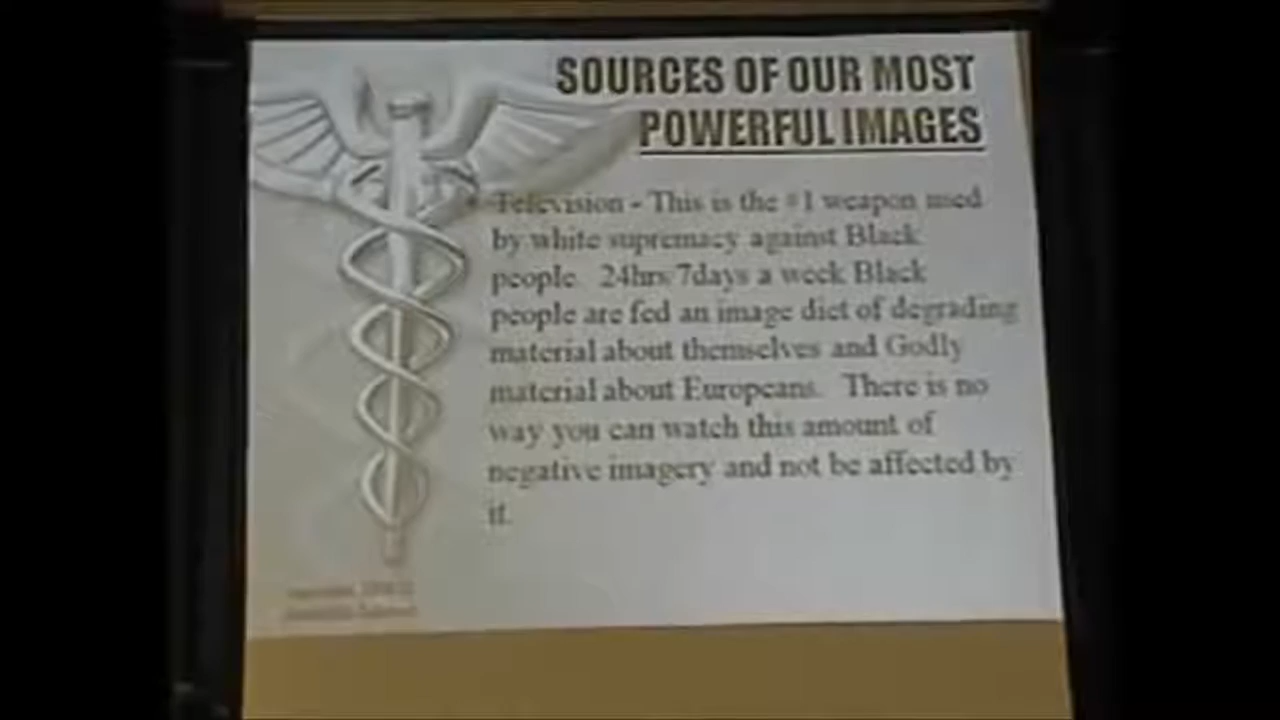 SOURCES OF OUR MOST
POWERFUL IMAGES
Television - This is the #1 weapon used
by white supremacy against Black
people. 24hrs 7days a week Black
people are fed an image diet of degrading
material about themselves and Godly
material about Europeans. There is no
way you can watch this amount of
negative imagery and not be affected by
it.